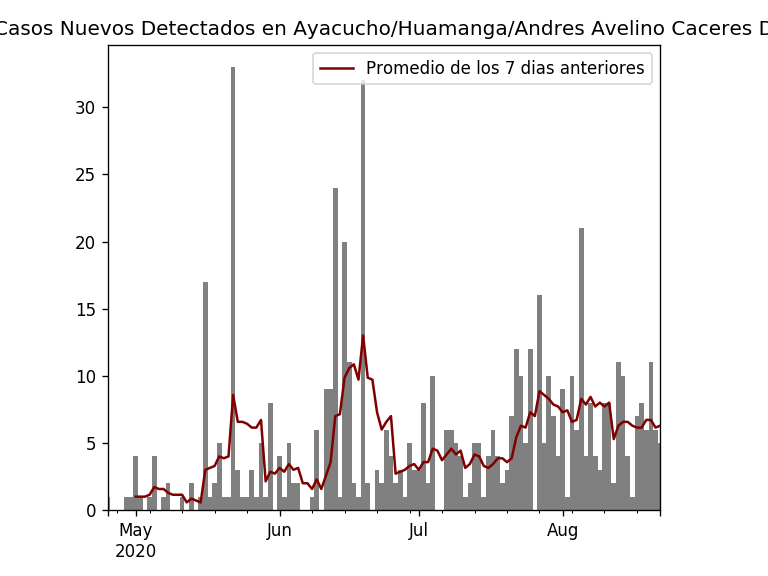 Casos Nuevos Detectados en Ayacucho/Huamanga/Andres Avelino Caceres D
Promedio de los 7 dias anteriores
30
25
20
15
10
5
0
May Jun Jul Aug
2020